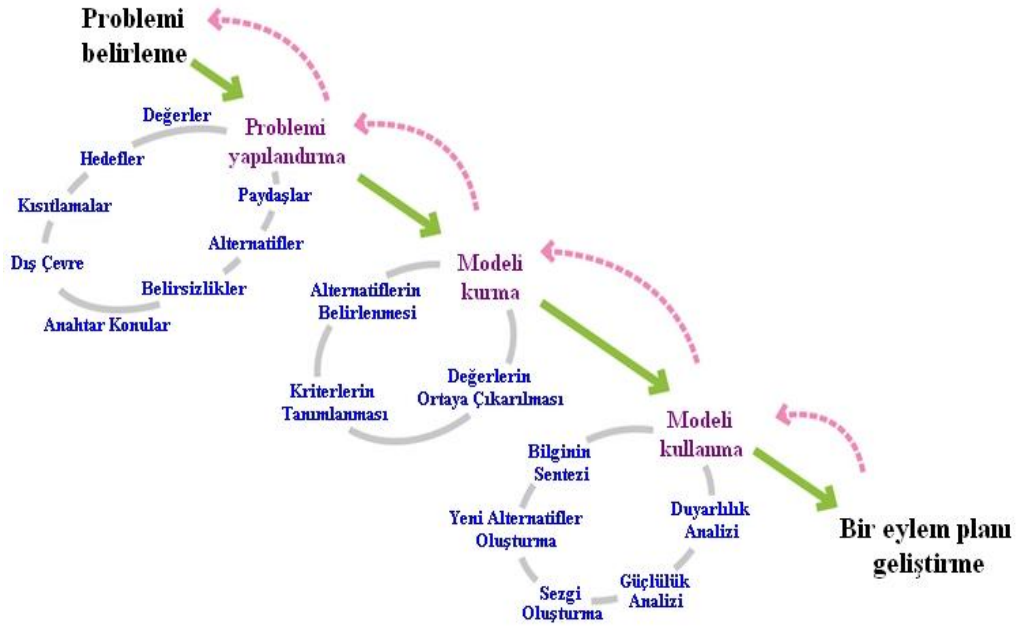 Problemi
belirleme
Değerler
Problemi
yapılandırma
Hedefler
Paydaşlar
Kısıtlamalar
Alternatifler
Dış Çevre
Belirsizlikler
Anahtar Konular
Modeli
kurma
Alternatiflerin
Belirlenmesi
Değerlerin
Ortaya Çıkarılması
Kriterlerin
Tanımlanması
Modeli
kullanma
Bilginin
Sentezi
Duyarlılık
Analizi
Yeni Alternatifler
Oluşturma
Güçlülük
Analizi
Sezgi
Oluşturma
Bir eylem planı
geliştirme